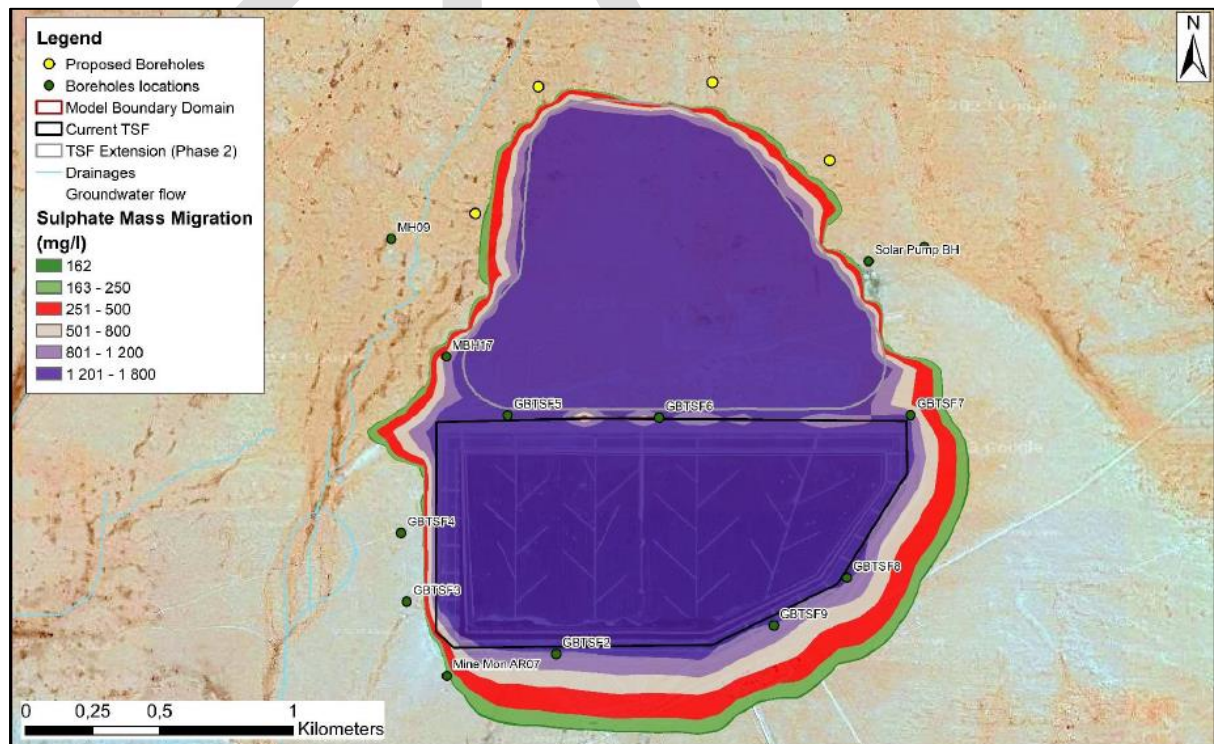 Legend
Proposed Boreholes
Boreholes locations
Model Boundary Domain
Current TSF
TSF Extension (Phase 2)
Drainages
Groundwater flow
Sulphate Mass Migration
(mg/l)
162
163 - 250
251 - 500
501 - 800
801 - 1 200
1 201 - 1 800
N
MH09
Solar Pump BH
MBH17
GBTSF5
GBTSF6
GBTSF7
GBTSF4
GBTSF8
GBTSF3
GBTSF9
GBTSF2
Mine Mon AR07
0 0,25 0,5 1
Kilometers